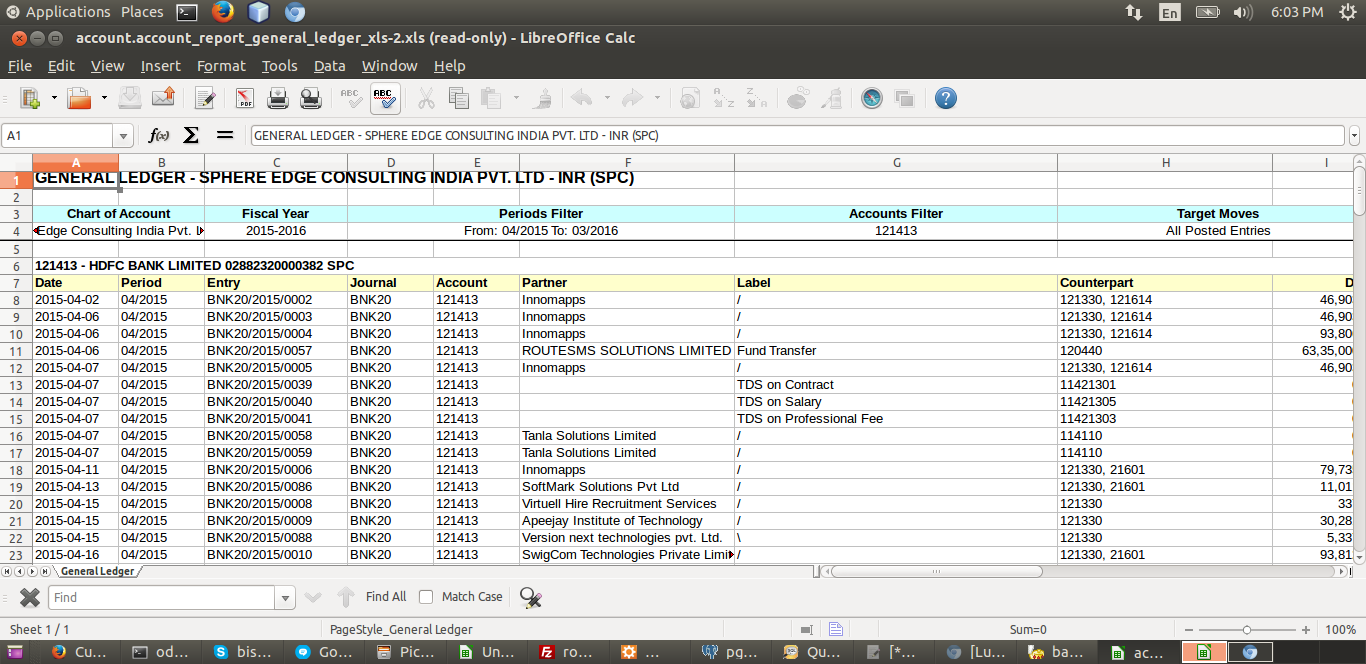 Applications Places En 6:03 PM
account.account_report_general_ledger_xls-2.xls (read-only) - LibreOffice Calc
File Edit View Insert Format Tools Data Window Help
A1 f(x) Σ = GENERAL LEDGER - SPHERE EDGE CONSULTING INDIA PVT. LTD - INR (SPC)
A B C D E F G H I
1 GENERAL LEDGER - SPHERE EDGE CONSULTING INDIA PVT. LTD - INR (SPC)
2
3 Chart of Account Fiscal Year Periods Filter Accounts Filter Target Moves
4 Edge Consulting India Pvt. 2015-2016 From: 04/2015 To: 03/2016 121413 All Posted Entries
5
6 121413 - HDFC BANK LIMITED 02882320000382 SPC
7 Date Period Entry Journal Account Partner Label Counterpart D
8 2015-04-02 04/2015 BNK20/2015/0002 BNK20 121413 Innomapps / 121330, 121614 46,90
9 2015-04-06 04/2015 BNK20/2015/0003 BNK20 121413 Innomapps / 121330, 121614 46,90
10 2015-04-06 04/2015 BNK20/2015/0004 BNK20 121413 Innomapps / 121330, 121614 93,80
11 2015-04-06 04/2015 BNK20/2015/0057 BNK20 121413 ROUTESMS SOLUTIONS LIMITED Fund Transfer 120440 63,35,00
12 2015-04-07 04/2015 BNK20/2015/0005 BNK20 121413 Innomapps / 121330, 121614 46,90
13 2015-04-07 04/2015 BNK20/2015/0039 BNK20 121413 TDS on Contract 11421301
14 2015-04-07 04/2015 BNK20/2015/0040 BNK20 121413 TDS on Salary 11421305
15 2015-04-07 04/2015 BNK20/2015/0041 BNK20 121413 TDS on Professional Fee 11421303
16 2015-04-07 04/2015 BNK20/2015/0058 BNK20 121413 Tanla Solutions Limited / 114110
17 2015-04-07 04/2015 BNK20/2015/0059 BNK20 121413 Tanla Solutions Limited / 114110
18 2015-04-11 04/2015 BNK20/2015/0006 BNK20 121413 Innomapps / 121330, 21601 79,73
19 2015-04-13 04/2015 BNK20/2015/0086 BNK20 121413 SoftMark Solutions Pvt Ltd / 121330, 21601 11,01
20 2015-04-15 04/2015 BNK20/2015/0008 BNK20 121413 Virtuell Hire Recruitment Services / 121330 33
21 2015-04-15 04/2015 BNK20/2015/0009 BNK20 121413 Apeejay Institute of Technology / 121330 30,28
22 2015-04-15 04/2015 BNK20/2015/0088 BNK20 121413 Version next technologies pvt. Ltd. \ 121330 5,33
23 2015-04-16 04/2015 BNK20/2015/0010 BNK20 121413 SwigCom Technologies Private Limi / 121330, 21601 93,81
General Ledger
Find Find All Match Case
Sheet 1 / 1 PageStyle_General Ledger Sum=0 100%
Cu... od... bis... Go... Pic... Un... ro... ... pg... Qu... [*... [Lu... ba... ac...